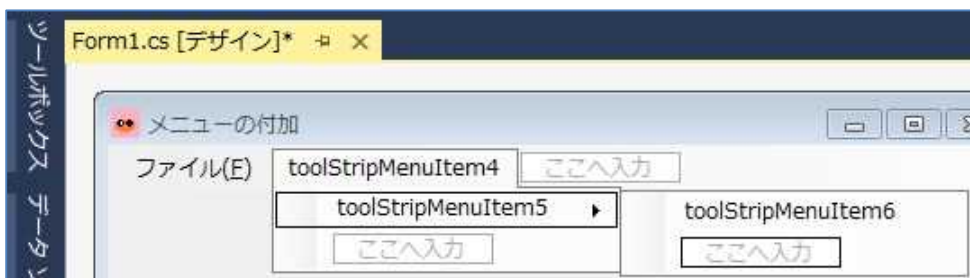 ツールボックス
データソ
Form1.cs [デザイン]*
メニューの付加
ファイル(F) toolStripMenuItem4 ここへ入力
toolStripMenuItem5 toolStripMenuItem6
ここへ入力 ここへ入力